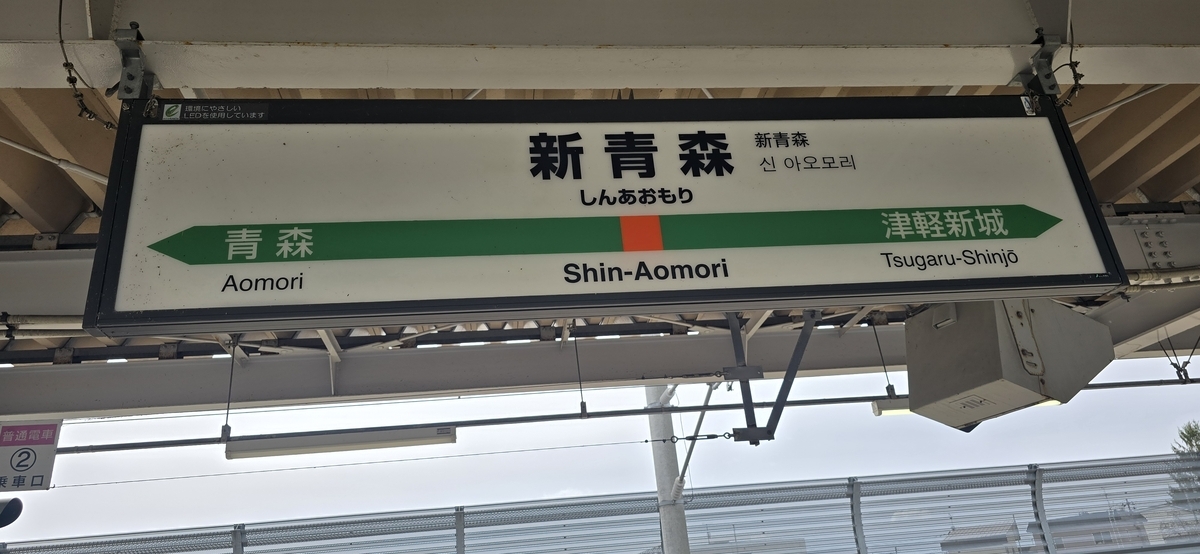 環境にやさしい
LEDを使用しています
新青森
新青森
신 아오모리
しんあおもり
青森
津軽新城
Aomori
Shin-Aomori
Tsugaru-Shinjō
普通電車
②
乗車口